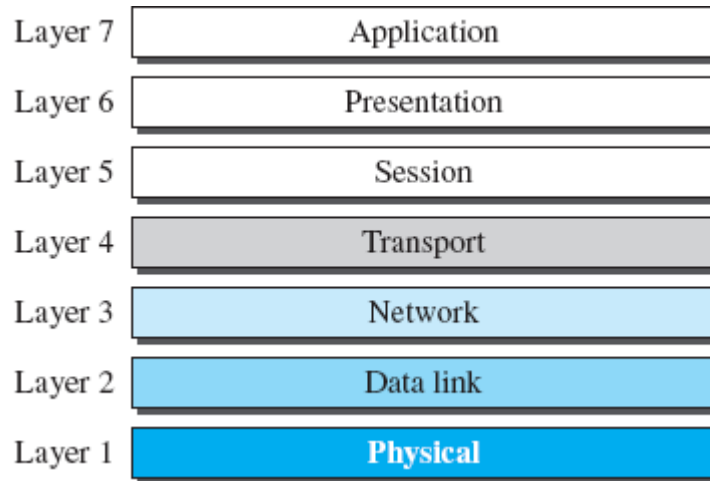 Layer 7 Application
Layer 6 Presentation
Layer 5 Session
Layer 4 Transport
Layer 3 Network
Layer 2 Data link
Layer 1 Physical